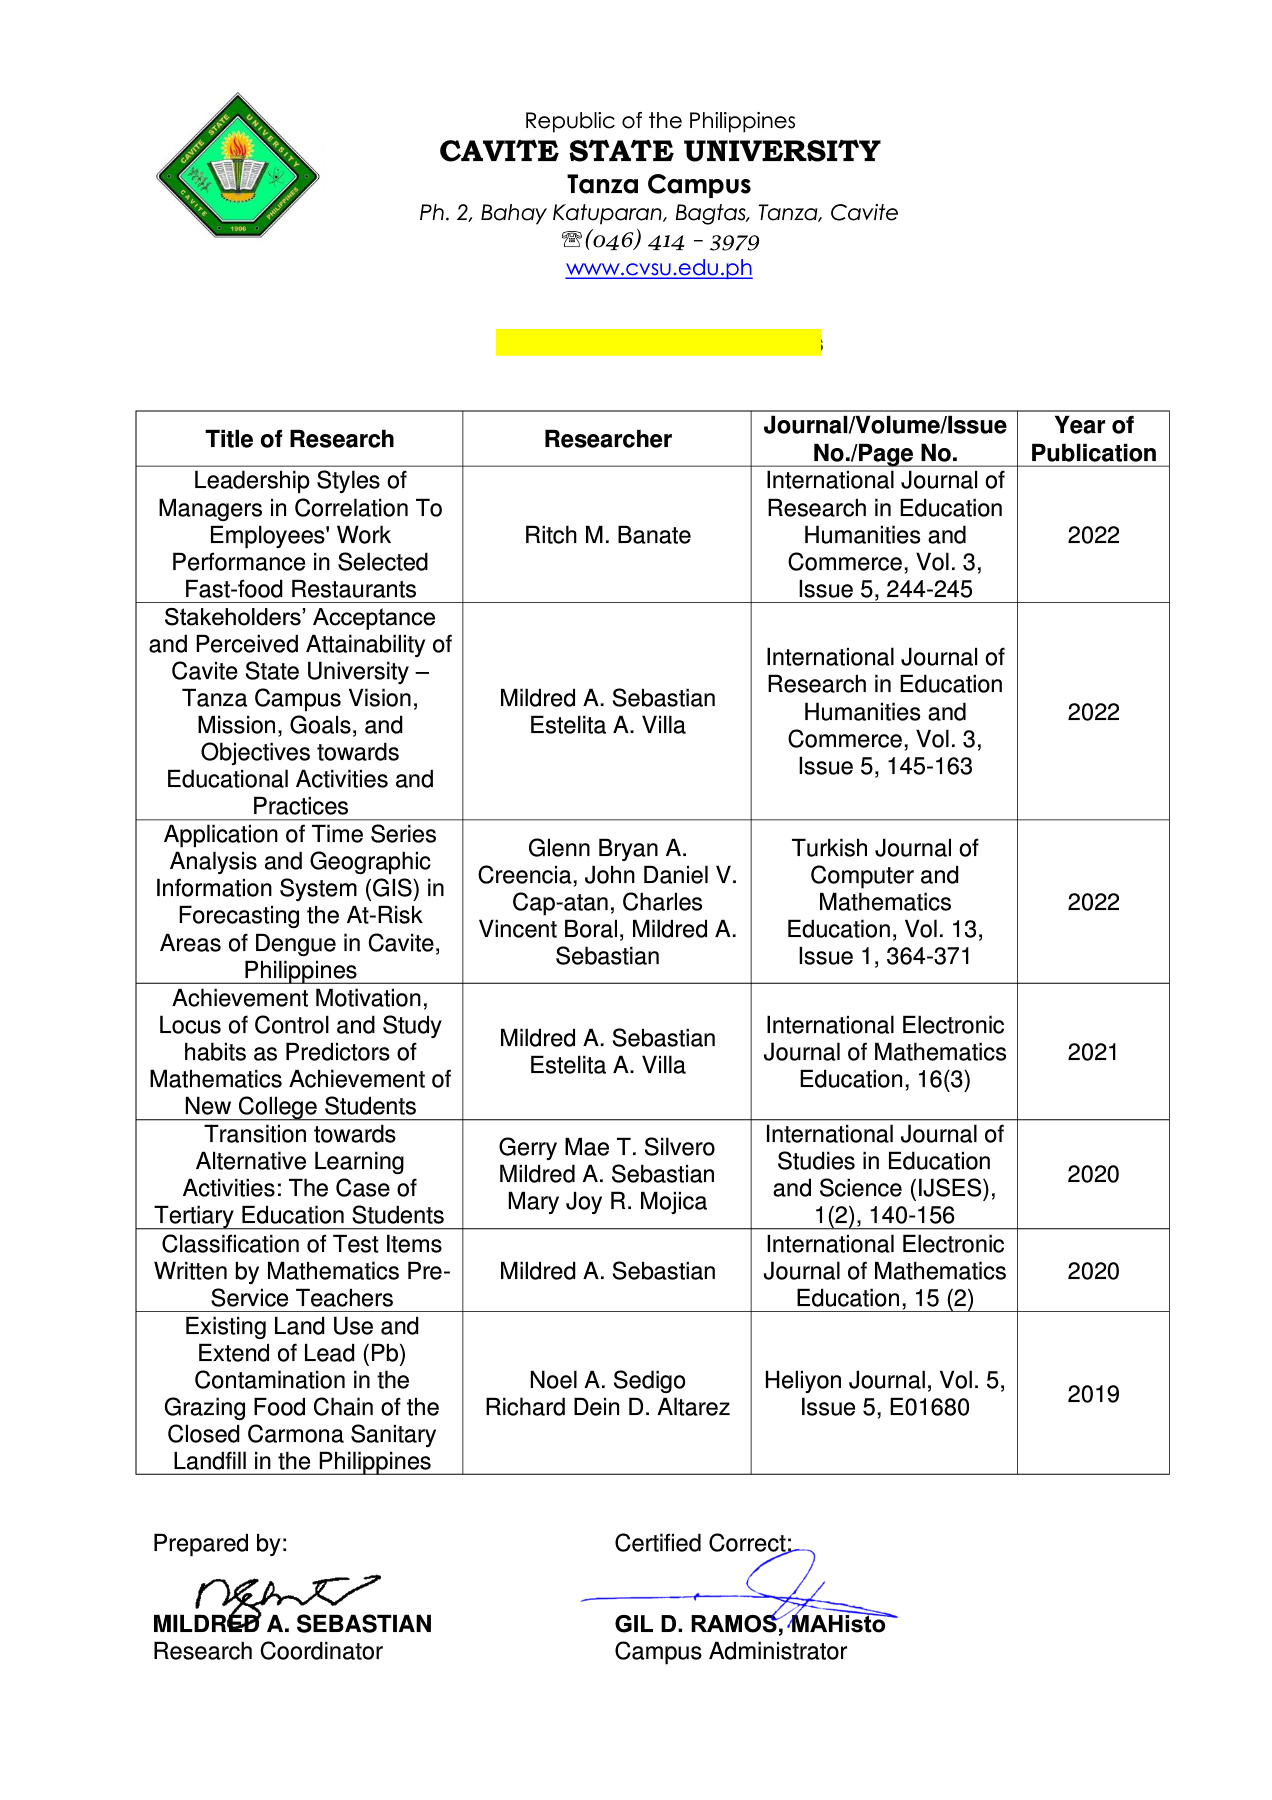 CAVITE STATE UNIVERSITY
CAVITE PHILIPPINES
1906
Republic of the Philippines
CAVITE STATE UNIVERSITY
Tanza Campus
Ph. 2, Bahay Katuparan, Bagtas, Tanza, Cavite
☏(046) 414 – 3979
www.cvsu.edu.ph
Title of Research
Researcher
Journal/Volume/Issue
No./Page No.
Year of
Publication
Leadership Styles of
Managers in Correlation To
Employees' Work
Performance in Selected
Fast-food Restaurants
Ritch M. Banate
International Journal of
Research in Education
Humanities and
Commerce, Vol. 3,
Issue 5, 244-245
2022
Stakeholders’ Acceptance
and Perceived Attainability of
Cavite State University –
Tanza Campus Vision,
Mission, Goals, and
Objectives towards
Educational Activities and
Practices
Mildred A. Sebastian
Estelita A. Villa
International Journal of
Research in Education
Humanities and
Commerce, Vol. 3,
Issue 5, 145-163
2022
Application of Time Series
Analysis and Geographic
Information System (GIS) in
Forecasting the At-Risk
Areas of Dengue in Cavite,
Philippines
Glenn Bryan A.
Creencia, John Daniel V.
Cap-atan, Charles
Vincent Boral, Mildred A.
Sebastian
Turkish Journal of
Computer and
Mathematics
Education, Vol. 13,
Issue 1, 364-371
2022
Achievement Motivation,
Locus of Control and Study
habits as Predictors of
Mathematics Achievement of
New College Students
Mildred A. Sebastian
Estelita A. Villa
International Electronic
Journal of Mathematics
Education, 16(3)
2021
Transition towards
Alternative Learning
Activities: The Case of
Tertiary Education Students
Gerry Mae T. Silvero
Mildred A. Sebastian
Mary Joy R. Mojica
International Journal of
Studies in Education
and Science (IJSES),
1(2), 140-156
2020
Classification of Test Items
Written by Mathematics Pre-
Service Teachers
Mildred A. Sebastian
International Electronic
Journal of Mathematics
Education, 15 (2)
2020
Existing Land Use and
Extend of Lead (Pb)
Contamination in the
Grazing Food Chain of the
Closed Carmona Sanitary
Landfill in the Philippines
Noel A. Sedigo
Richard Dein D. Altarez
Heliyon Journal, Vol. 5,
Issue 5, E01680
2019
Prepared by:
Certified Correct:
MILDRED A. SEBASTIAN
GIL D. RAMOS, MAHisto
Research Coordinator
Campus Administrator